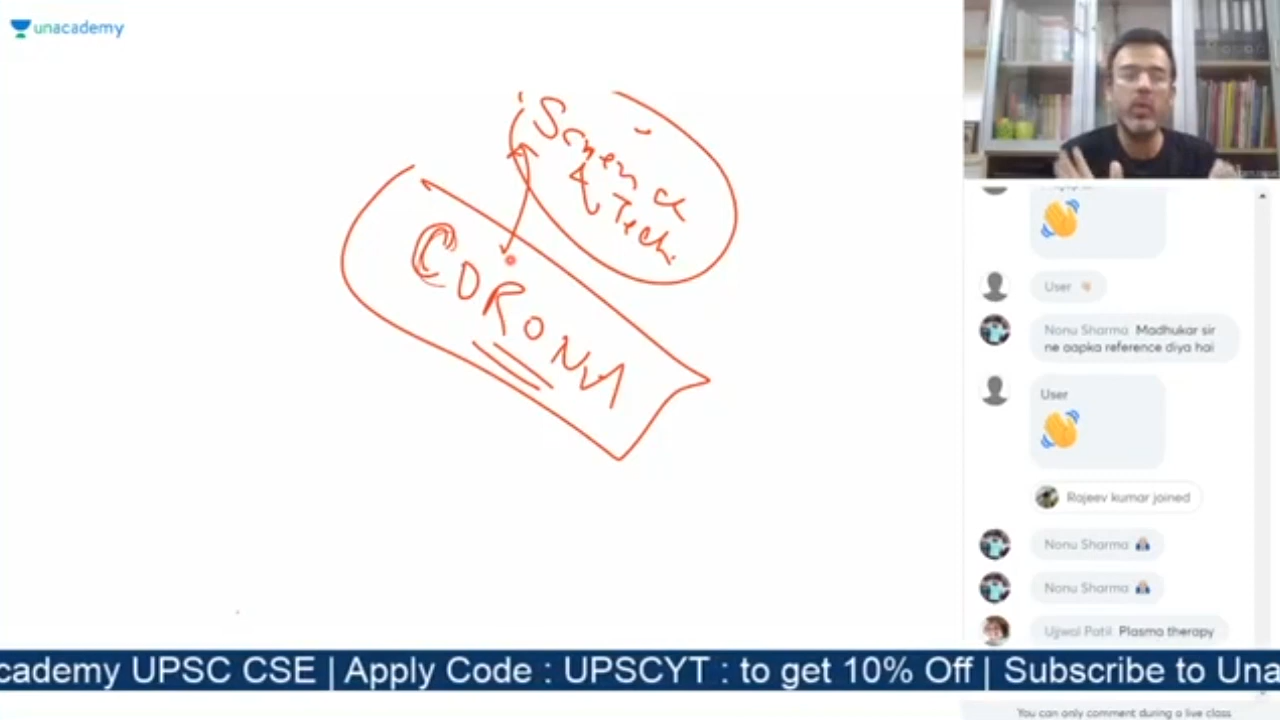 unacademy
Science
& Tech.
CORONA
User
Nonu Sharma Madhukar sir
ne aapka reference diya hai
User
Rajeev kumar joined
Nonu Sharma
Nonu Sharma
Ujjwal Patil Plasma therapy
cademy UPSC CSE | Apply Code : UPSCYT : to get 10% Off | Subscribe to Una
You can only comment during a live class